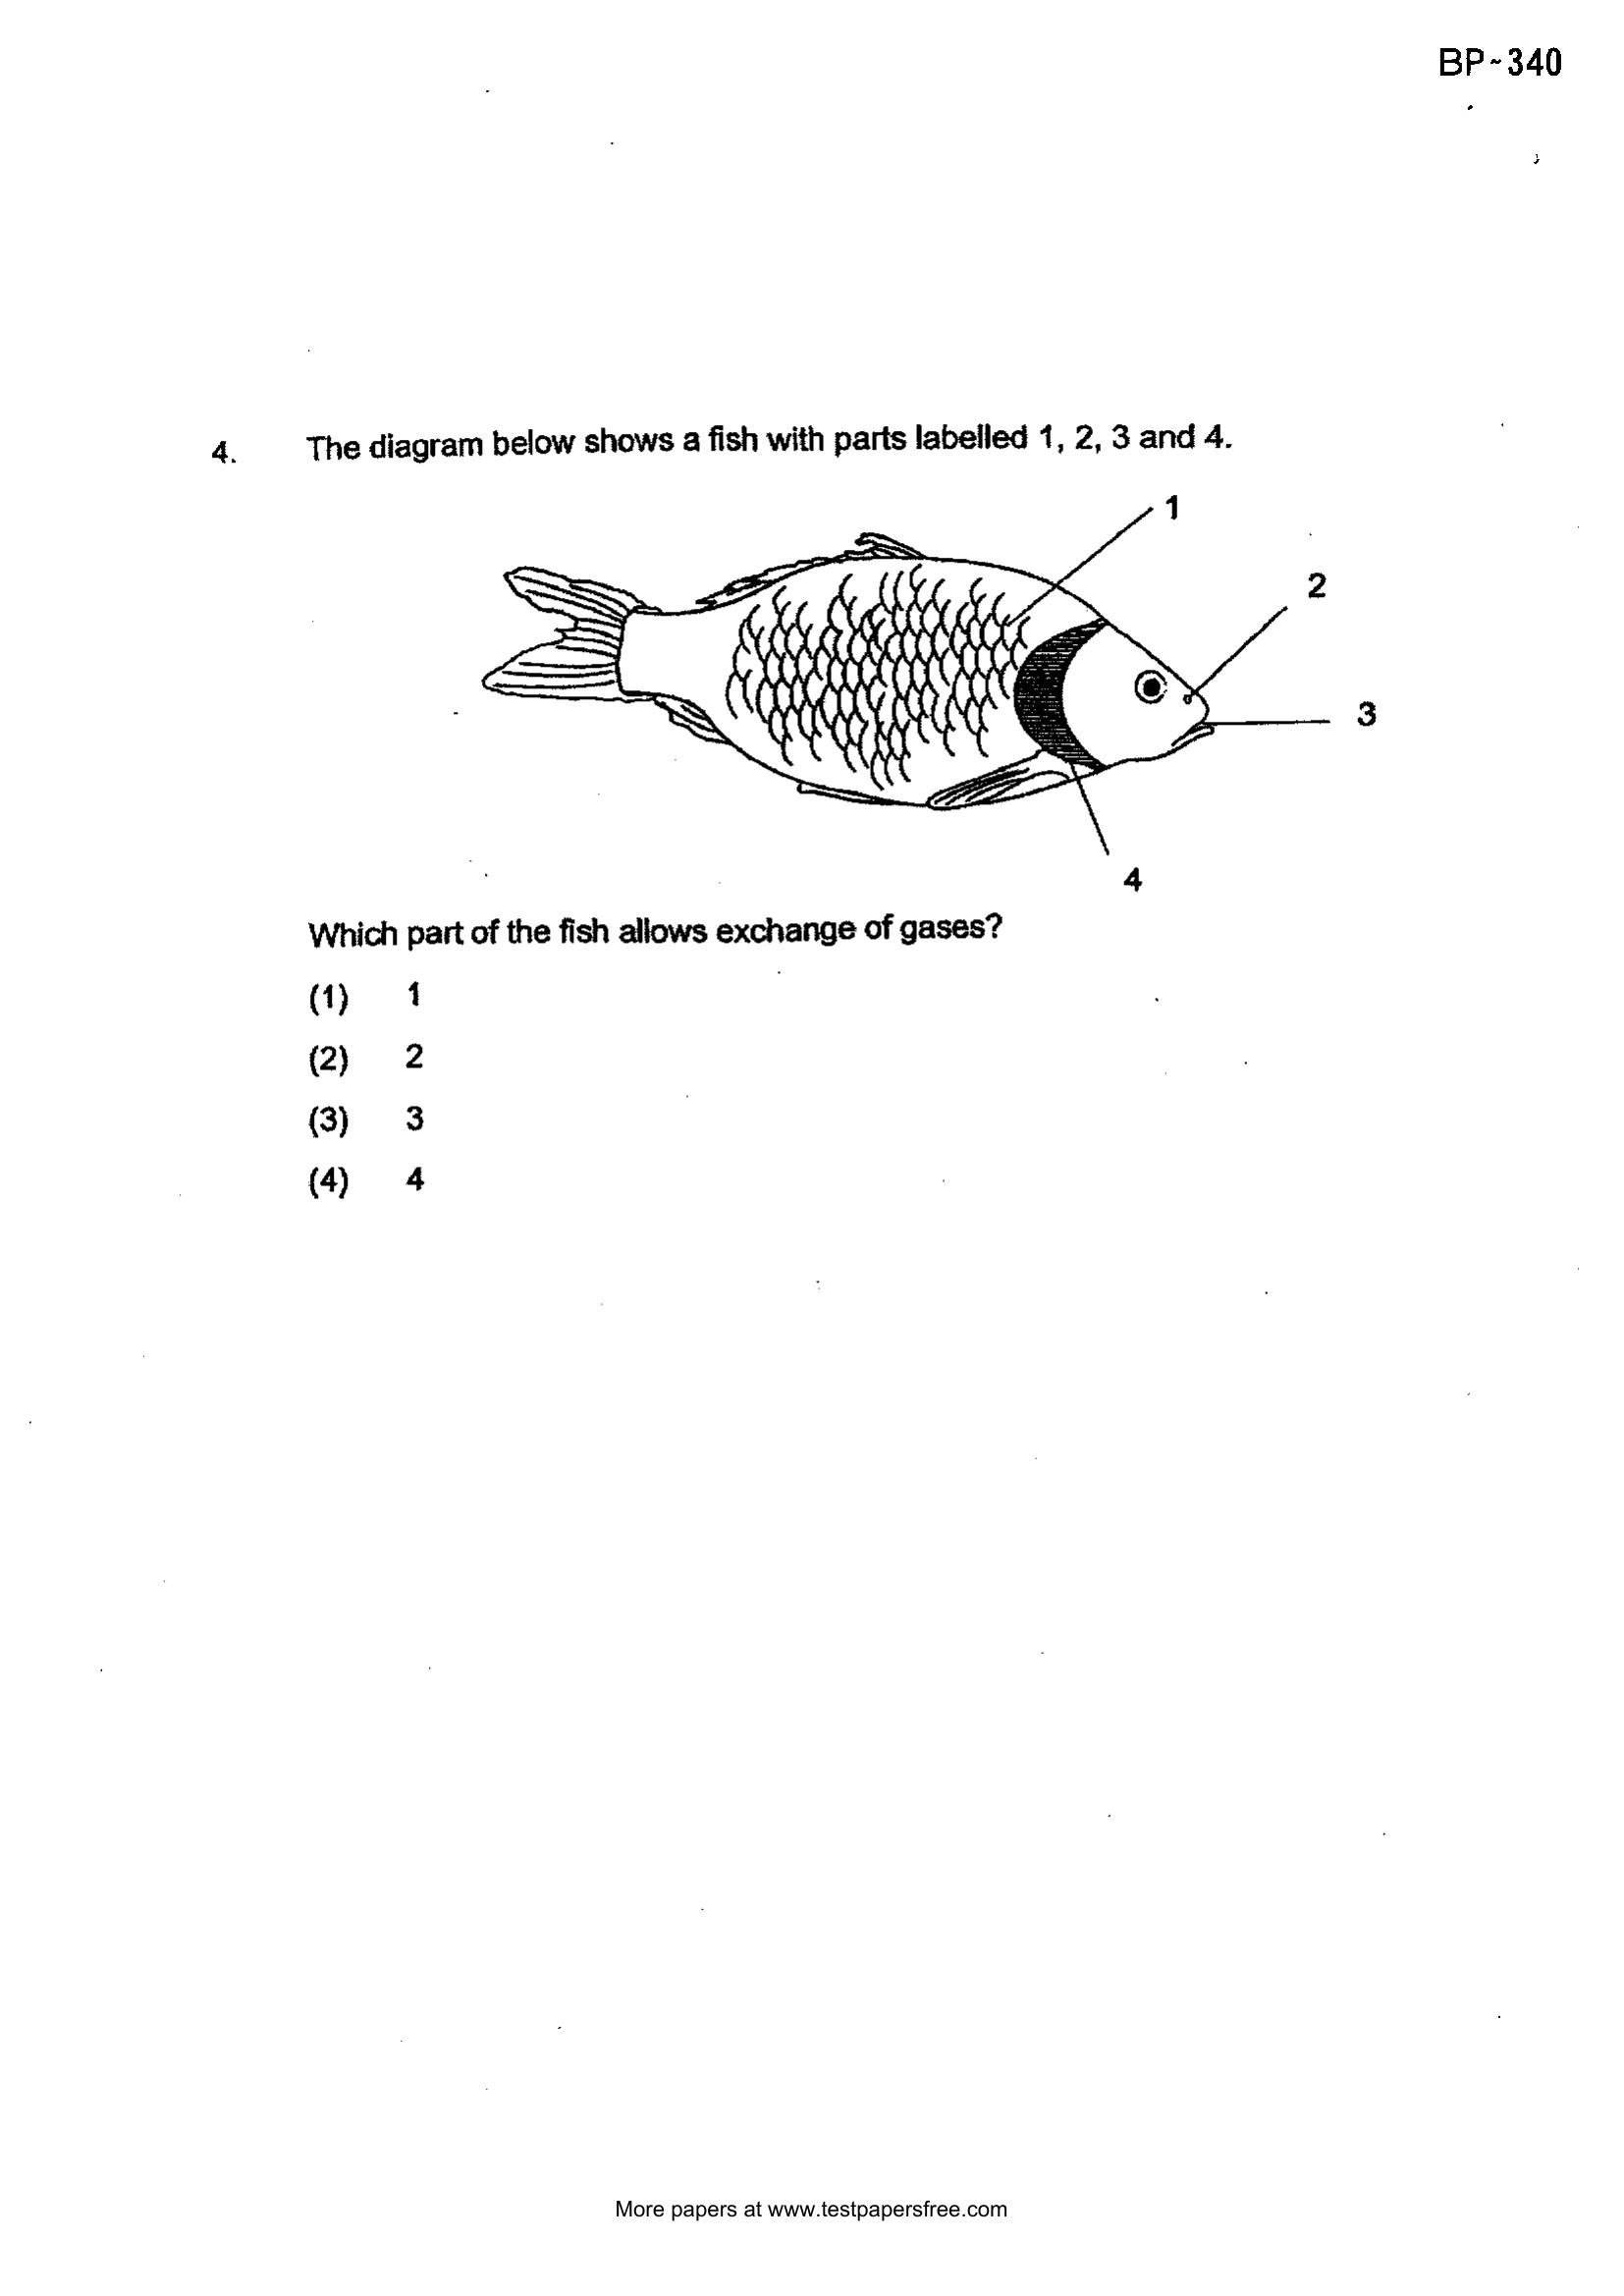 BP~340
4. The diagram below shows a fish with parts labelled 1, 2, 3 and 4.
1
2
3
4
Which part of the fish allows exchange of gases?
(1) 1
(2) 2
(3) 3
(4) 4
More papers at www.testpapersfree.com